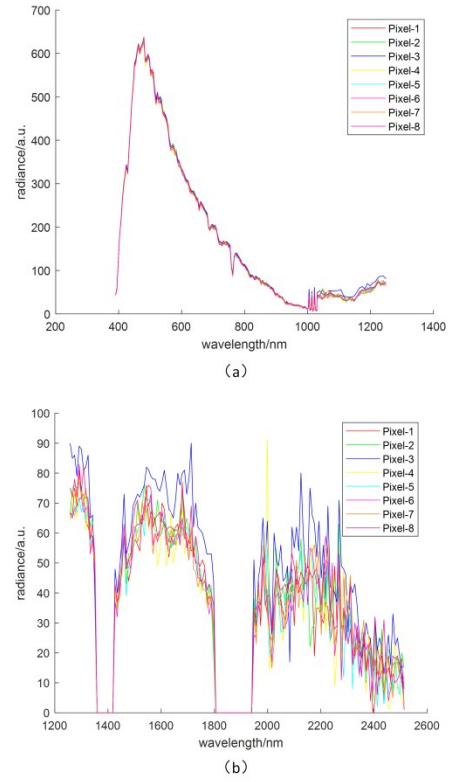 700
600
500
400
300
200
100
0
radiance/a.u.
Pixel-1
Pixel-2
Pixel-3
Pixel-4
Pixel-5
Pixel-6
Pixel-7
Pixel-8
200 400 600 800 1000 1200 1400
wavelength/nm
(a)
100
90
80
70
60
50
40
30
20
10
0
radiance/a.u.
Pixel-1
Pixel-2
Pixel-3
Pixel-4
Pixel-5
Pixel-6
Pixel-7
Pixel-8
1200 1400 1600 1800 2000 2200 2400 2600
wavelength/nm
(b)